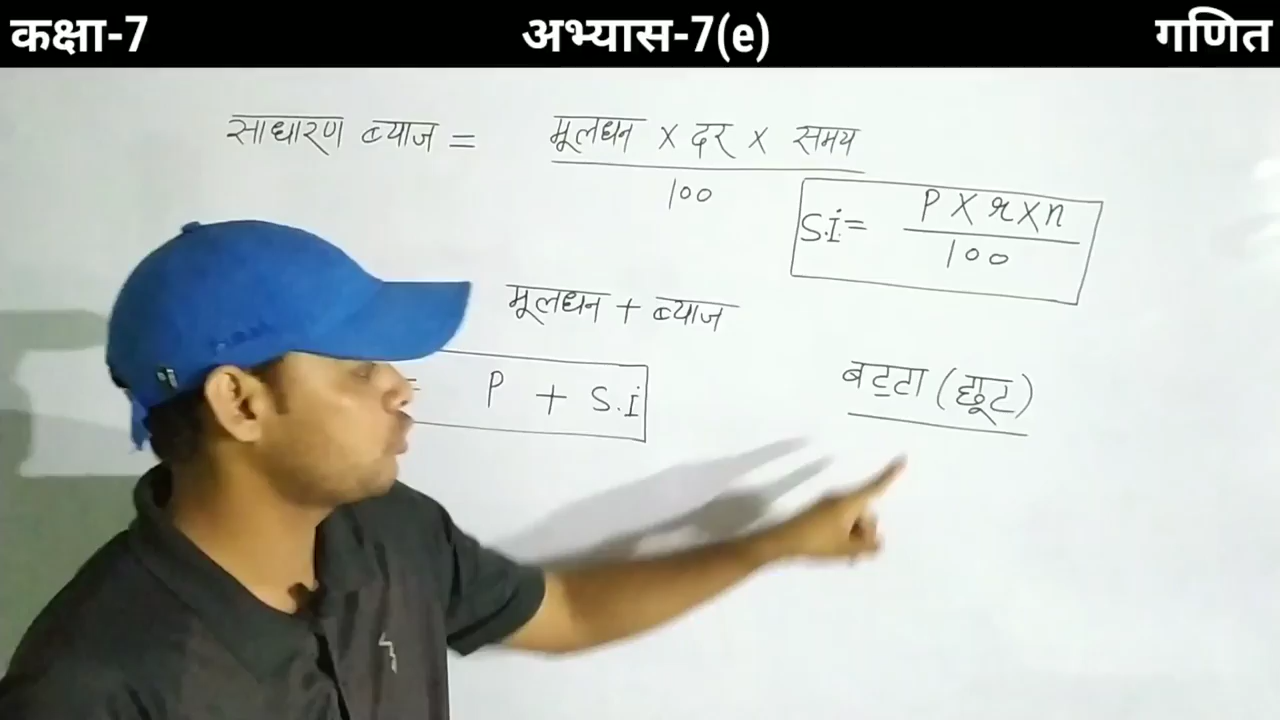 कक्षा-7 अभ्यास-7(e) गणित
साधारण ब्याज = मूलधन × दर × समय
100
S.I = P × r × n
100
मूलधन + ब्याज
= P + S.I
बट्टा (छूट)